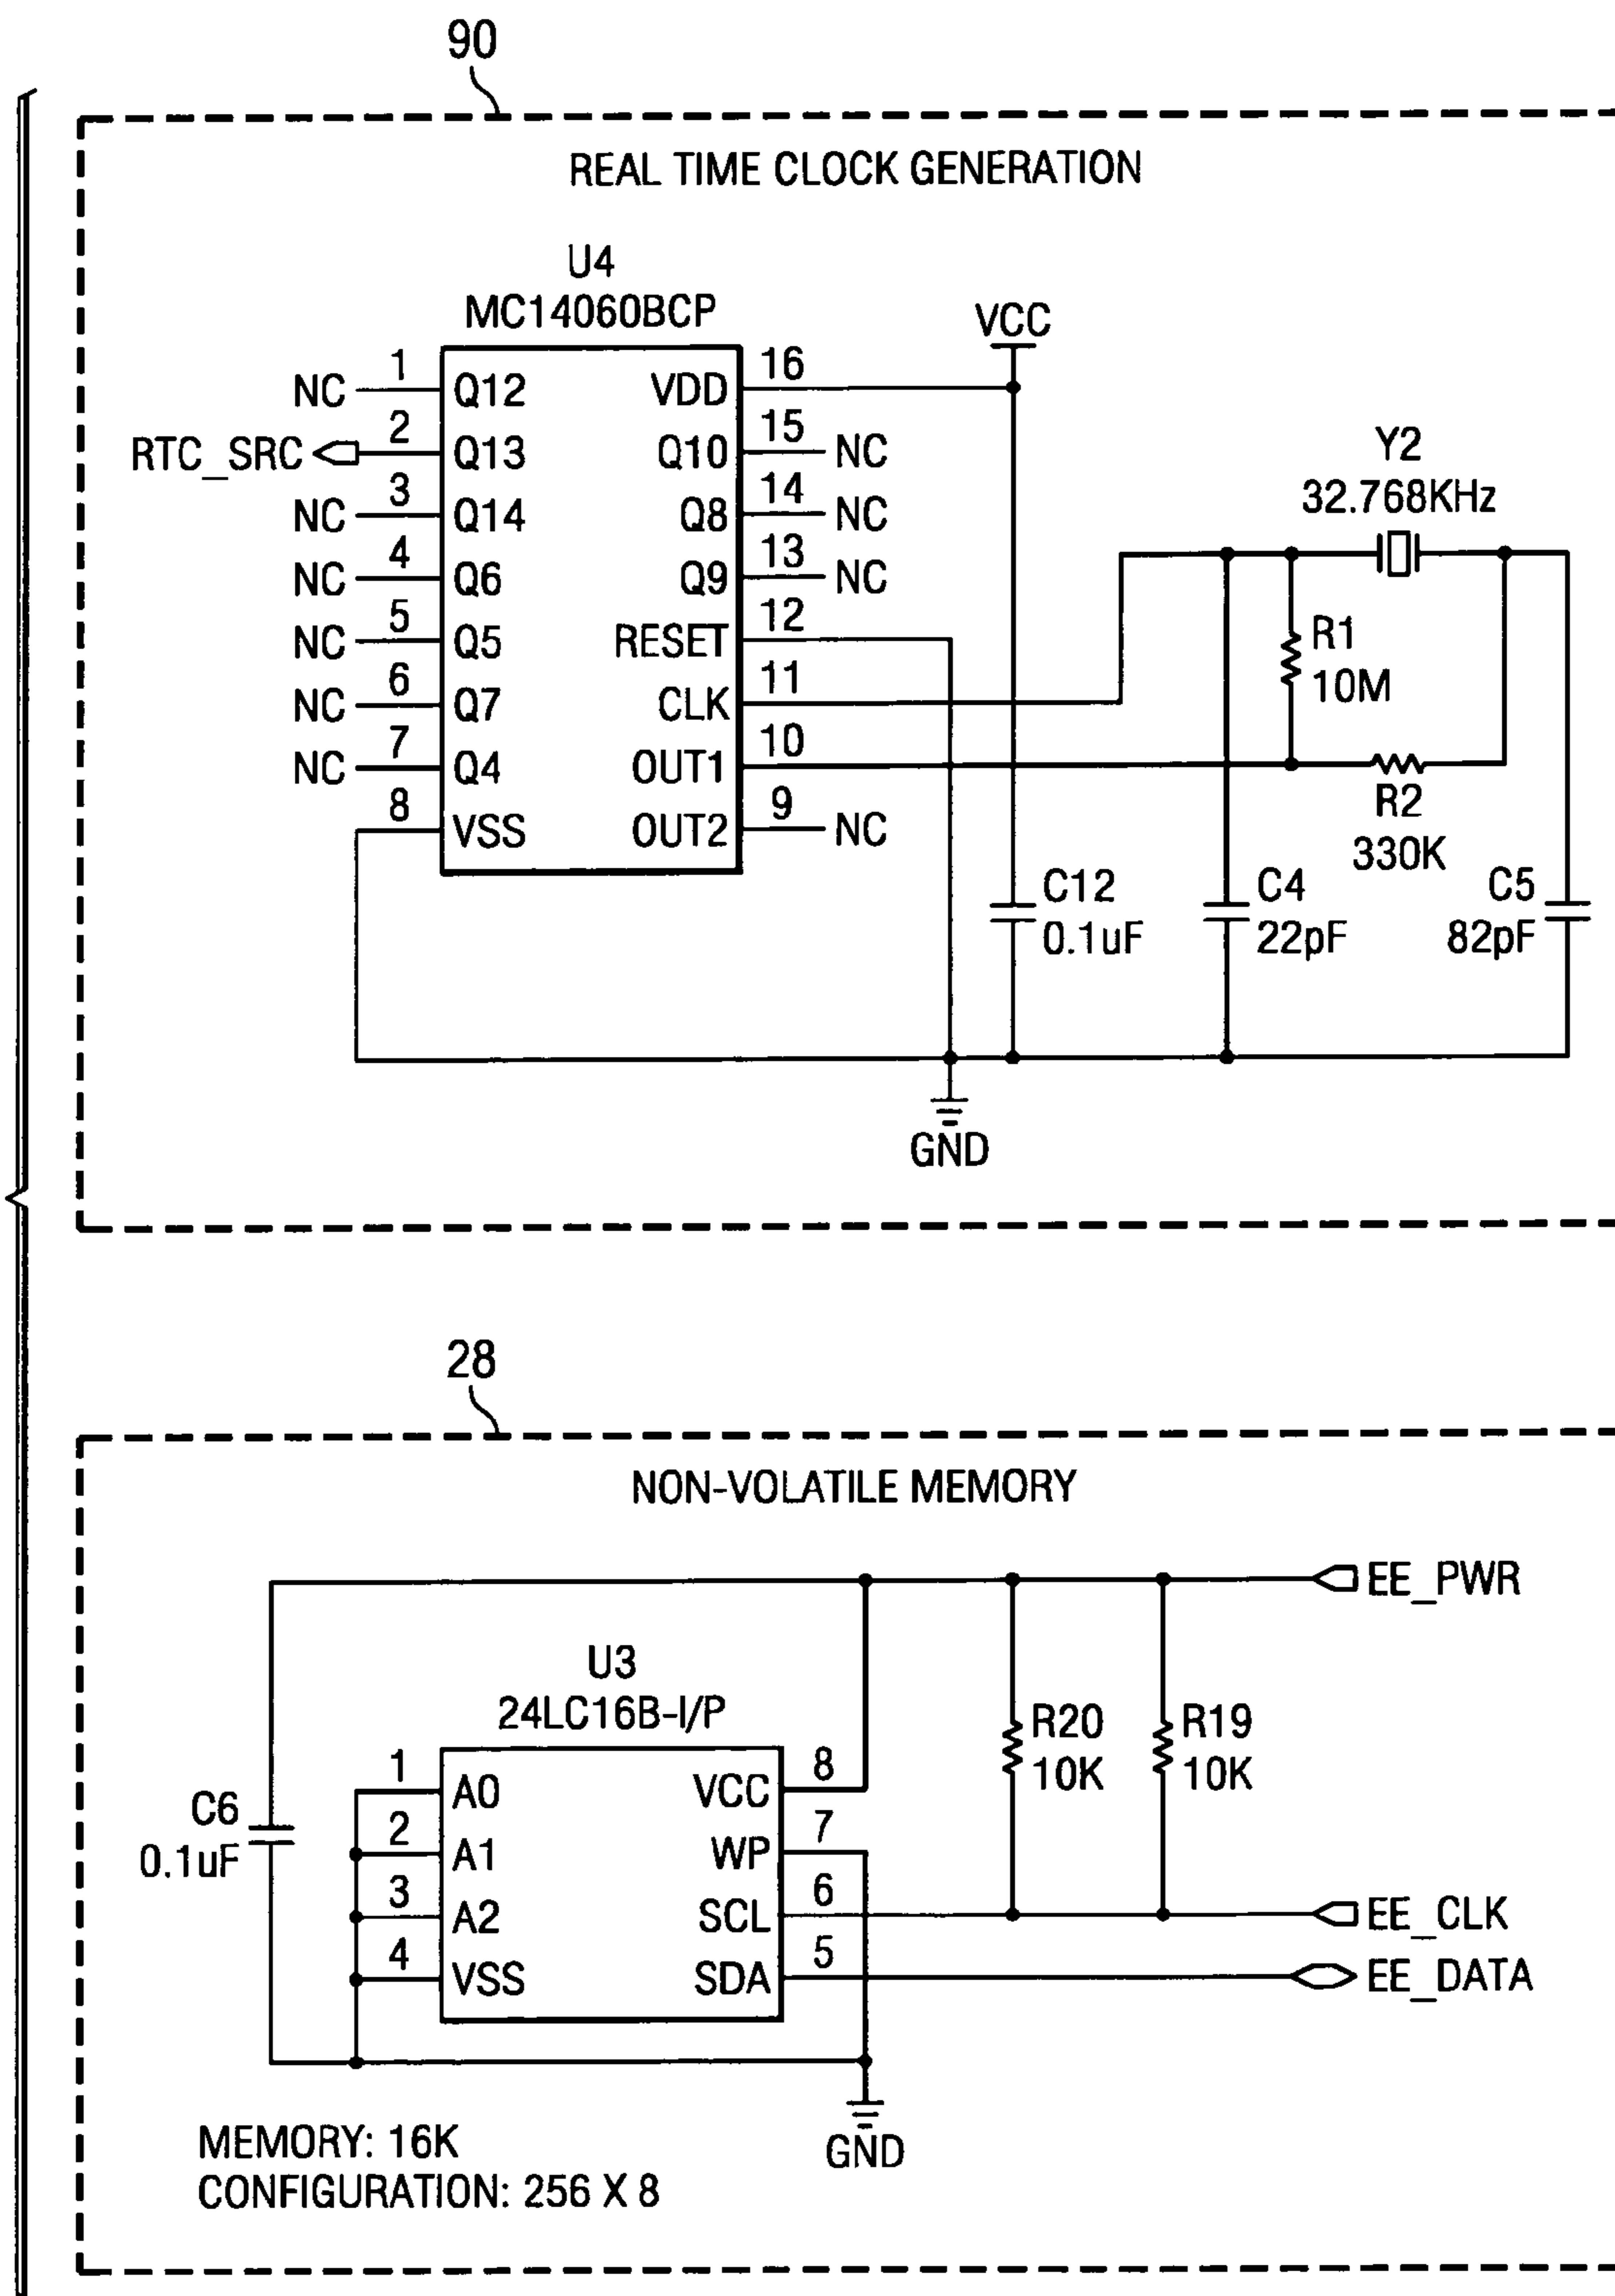 90
REAL TIME CLOCK GENERATION
U4
MC14060BCP
VCC
NC 1 Q12 VDD 16
RTC_SRC 2 Q13 Q10 15 NC
NC 3 Q14 Q8 14 NC
NC 4 Q6 Q9 13 NC
NC 5 Q5 RESET 12
NC 6 Q7 CLK 11
NC 7 Q4 OUT1 10
8 VSS OUT2 9 NC
Y2
32.768KHz
R1
10M
R2
330K
C12
0.1uF
C4
22pF
C5
82pF
GND
28
NON-VOLATILE MEMORY
EE_PWR
U3
24LC16B-I/P
R20
10K
R19
10K
C6
0.1uF
1 A0 VCC 8
2 A1 WP 7
3 A2 SCL 6 EE_CLK
4 VSS SDA 5 EE_DATA
GND
MEMORY: 16K
CONFIGURATION: 256 X 8